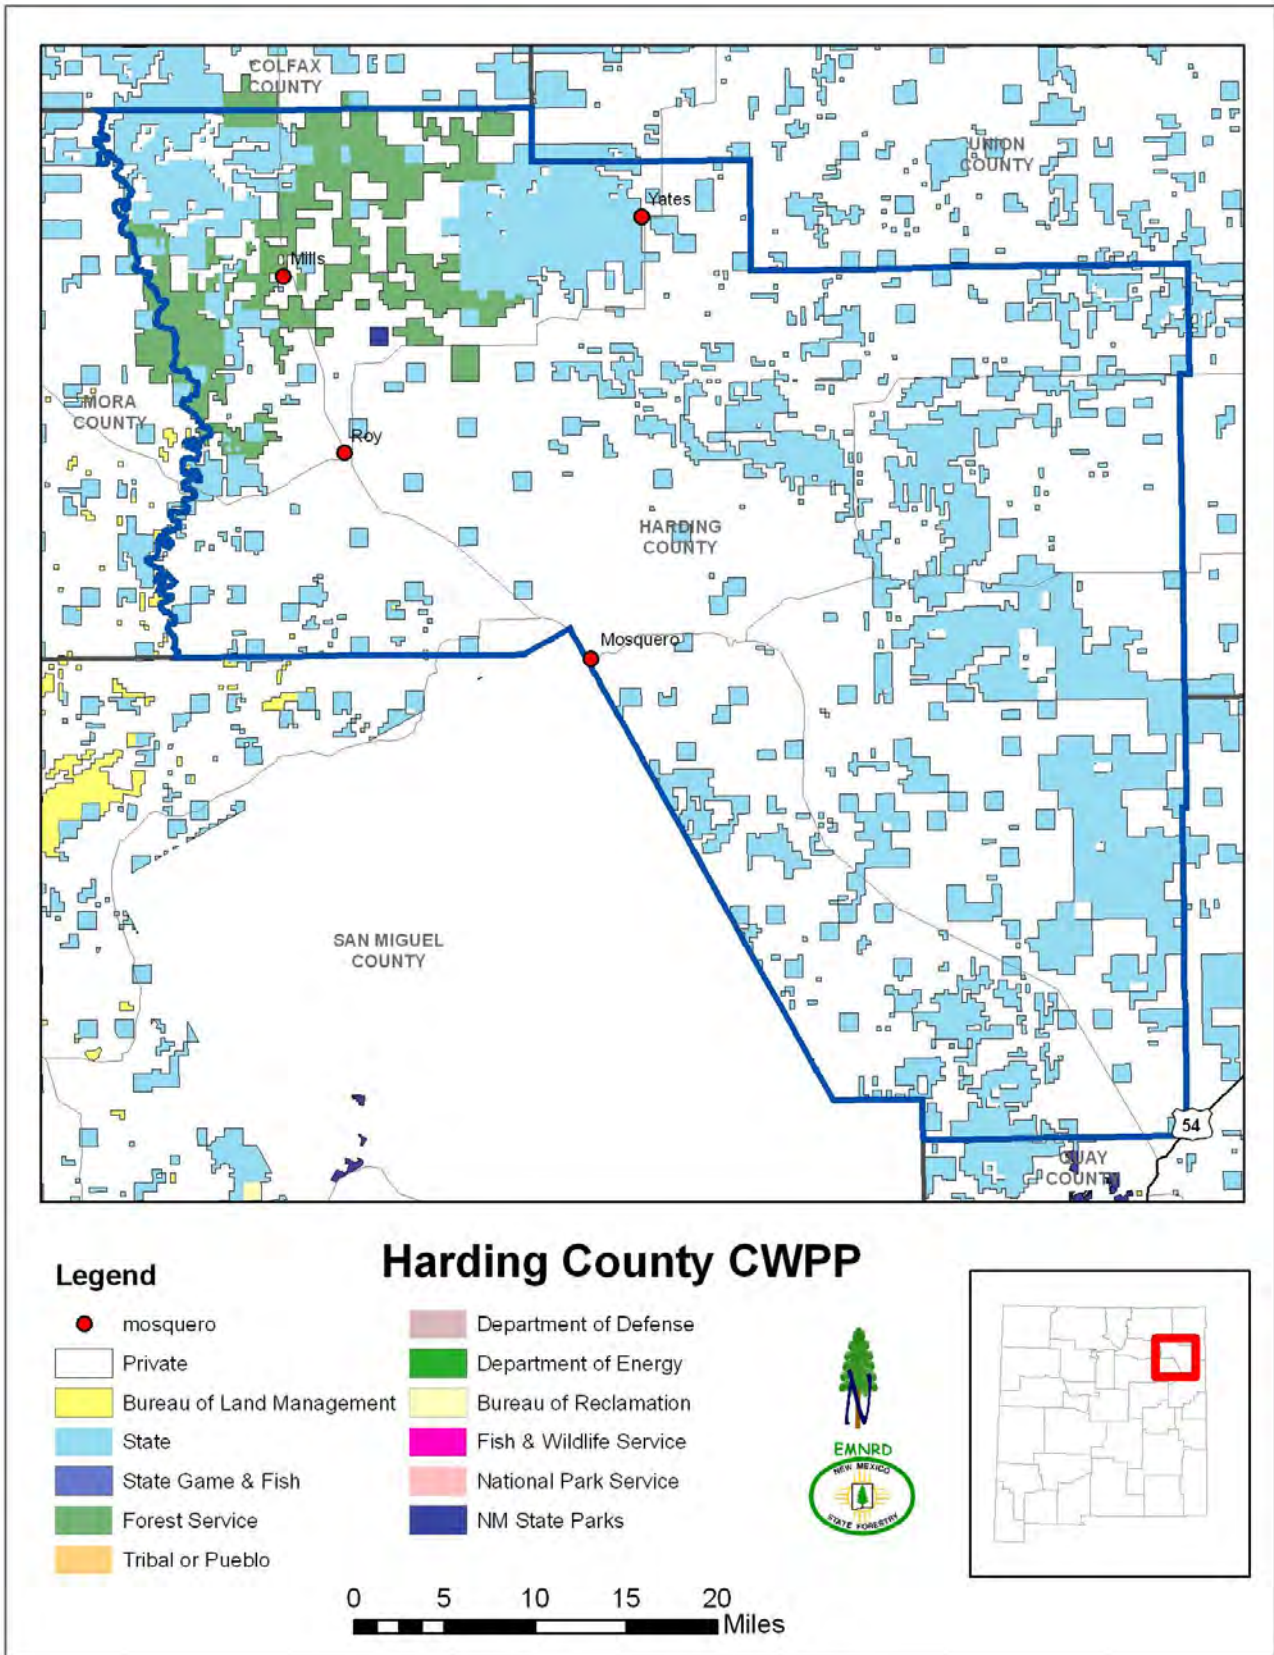 COLFAX
COUNTY
UNION
COUNTY
Yates
Mills
MORA
COUNTY
Roy
HARDING
COUNTY
Mosquero
SAN MIGUEL
COUNTY
54
QUAY
COUNTY
Harding County CWPP
Legend
mosquero
Private
Bureau of Land Management
State
State Game & Fish
Forest Service
Tribal or Pueblo
Department of Defense
Department of Energy
Bureau of Reclamation
Fish & Wildlife Service
National Park Service
NM State Parks
N
EMNRD
NEW MEXICO
STATE FORESTRY
0 5 10 15 20
Miles